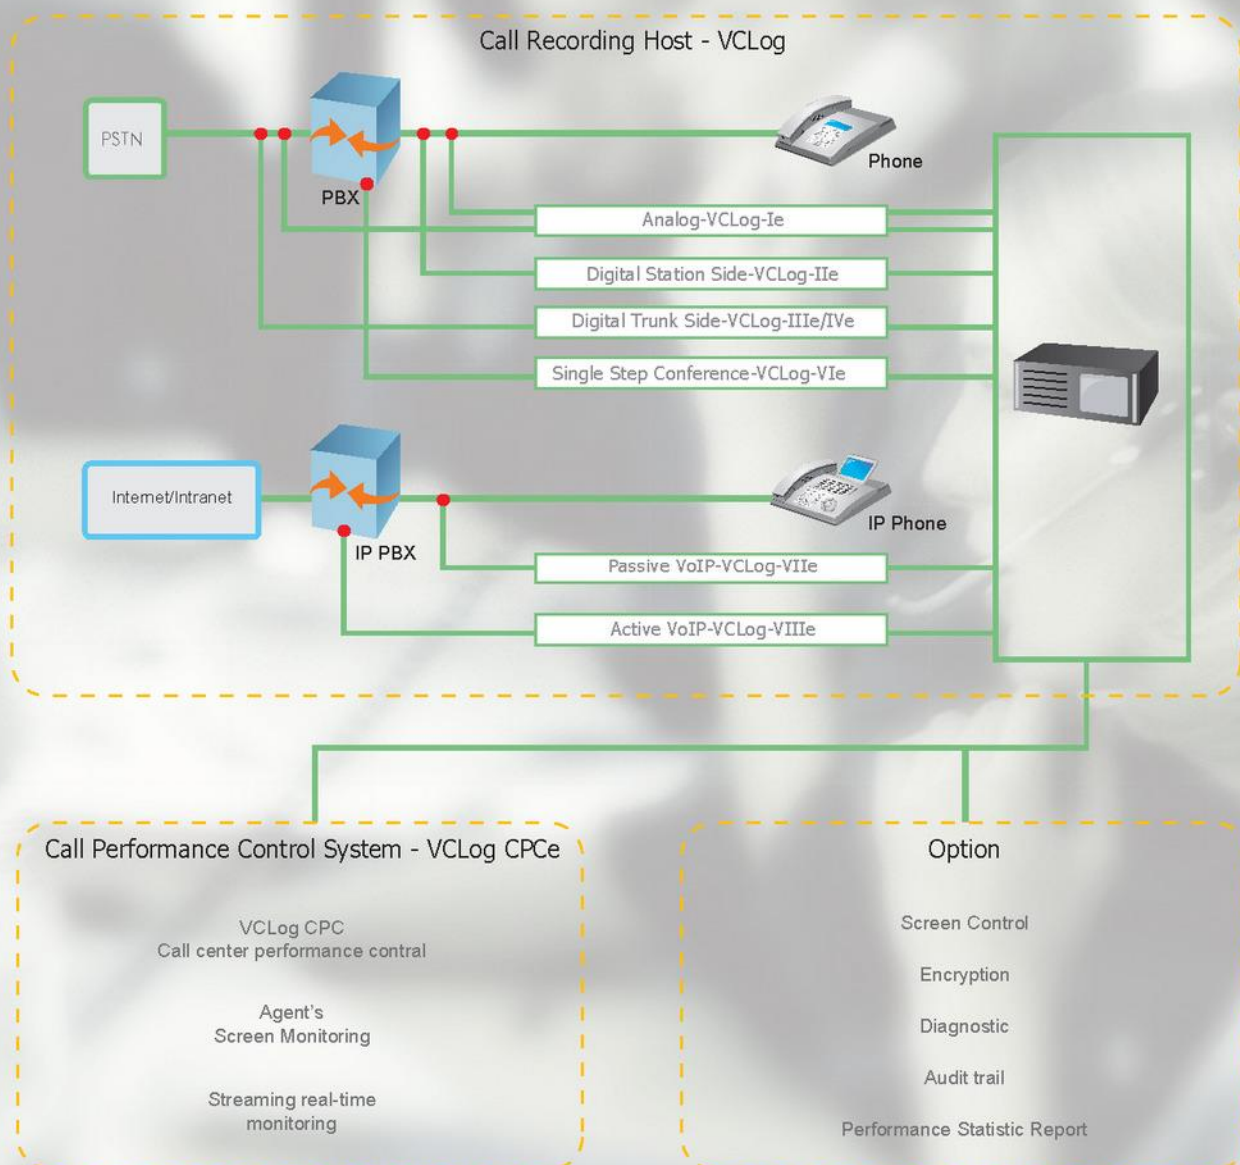 Call Recording Host - VCLog
PSTN
PBX
Phone
Analog-VCLog-Ie
Digital Station Side-VCLog-IIe
Digital Trunk Side-VCLog-IIIe/IVe
Single Step Conference-VCLog-VIe
Internet/Intranet
IP PBX
IP Phone
Passive VoIP-VCLog-VIIe
Active VoIP-VCLog-VIIIe
Call Performance Control System - VCLog CPCe
VCLog CPC
Call center performance contral
Agent's
Screen Monitoring
Streaming real-time
monitoring
Option
Screen Control
Encryption
Diagnostic
Audit trail
Performance Statistic Report